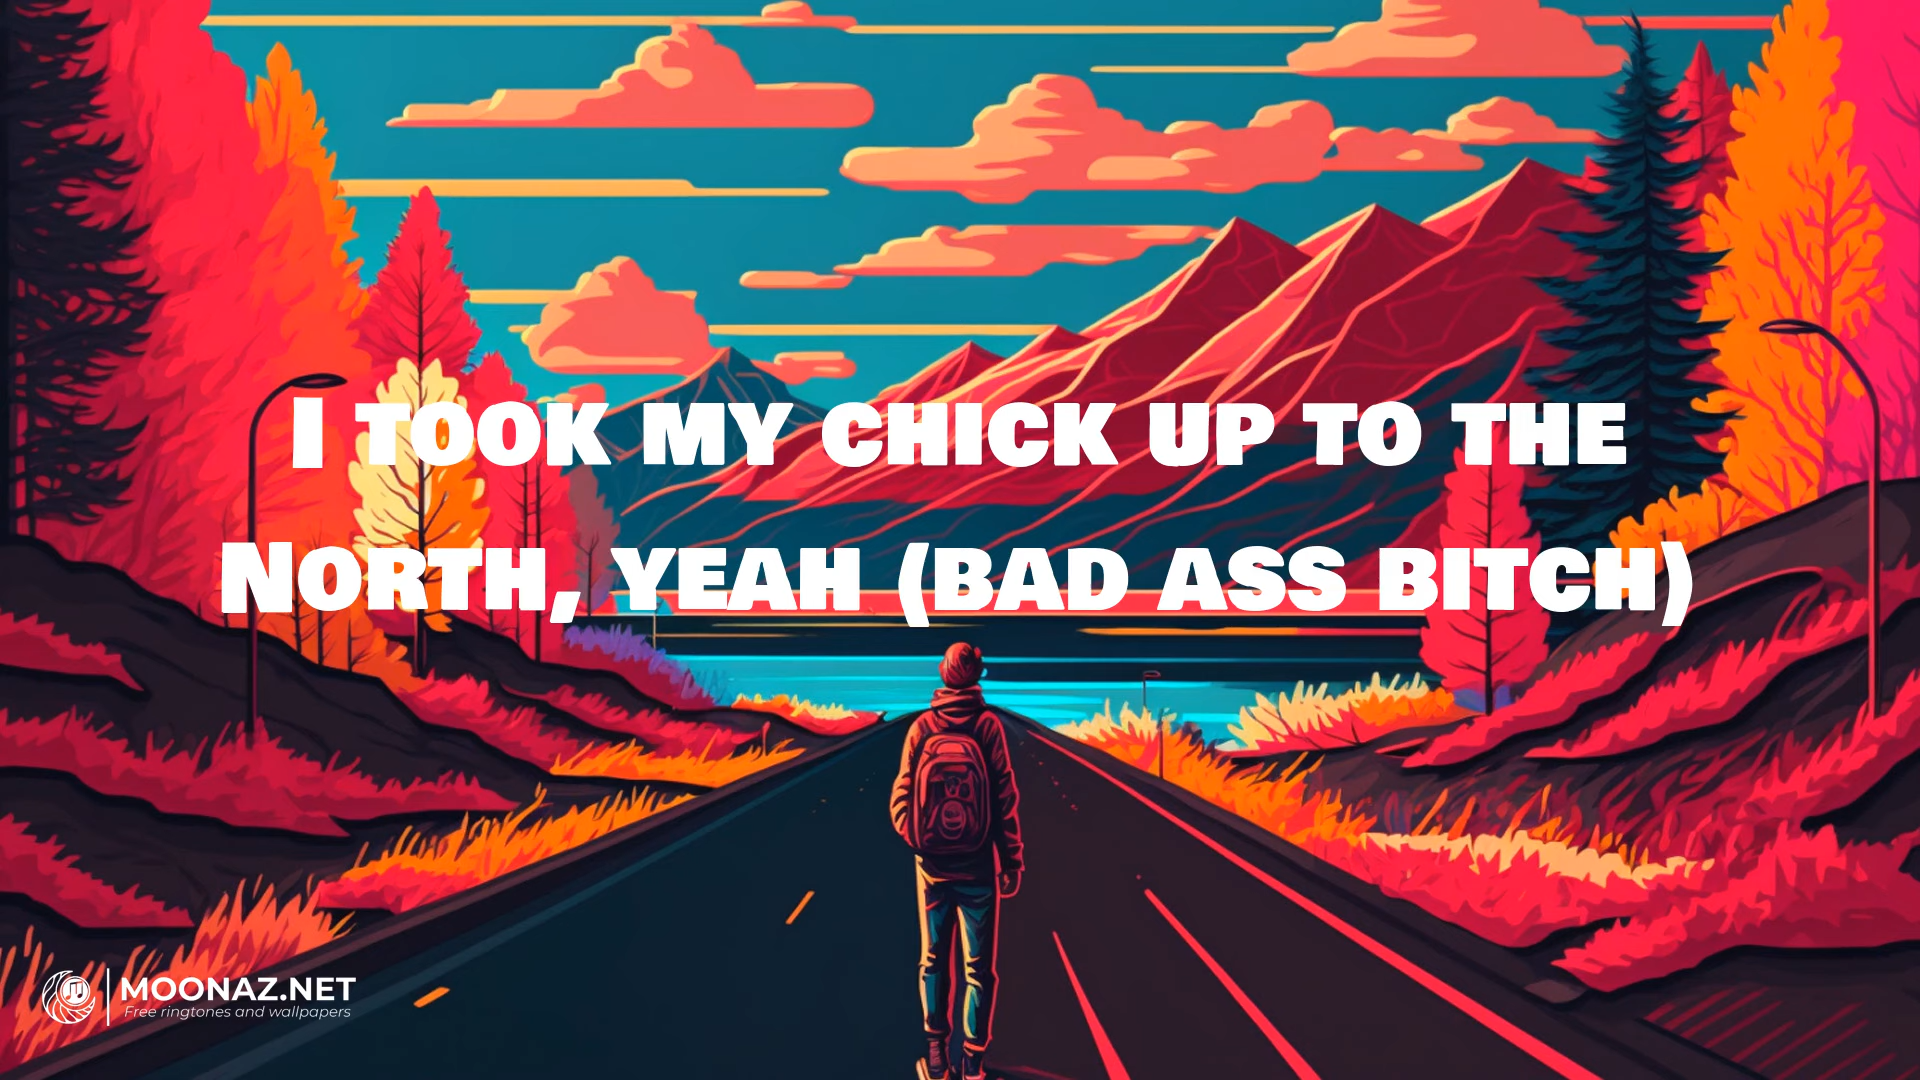 I took my chick up to the
North, yeah (bad ass bitch)
MOONAZ.NET
Free ringtones and wallpapers